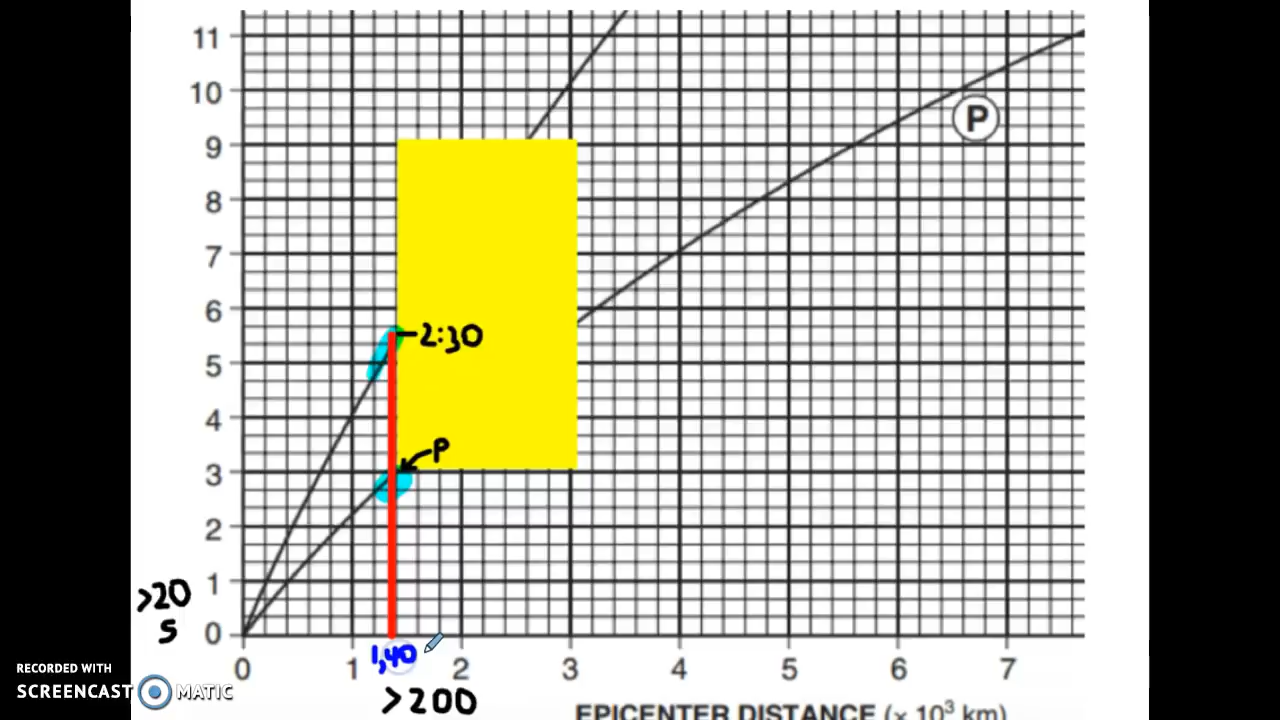 11
10
P
9
8
7
6
2:30
5
4
P
3
2
>20
1
S
0
1,40
0 1 2 3 4 5 6 7
>200
EPICENTER DISTANCE (× 10³ km)
RECORDED WITH
SCREENCAST MATIC